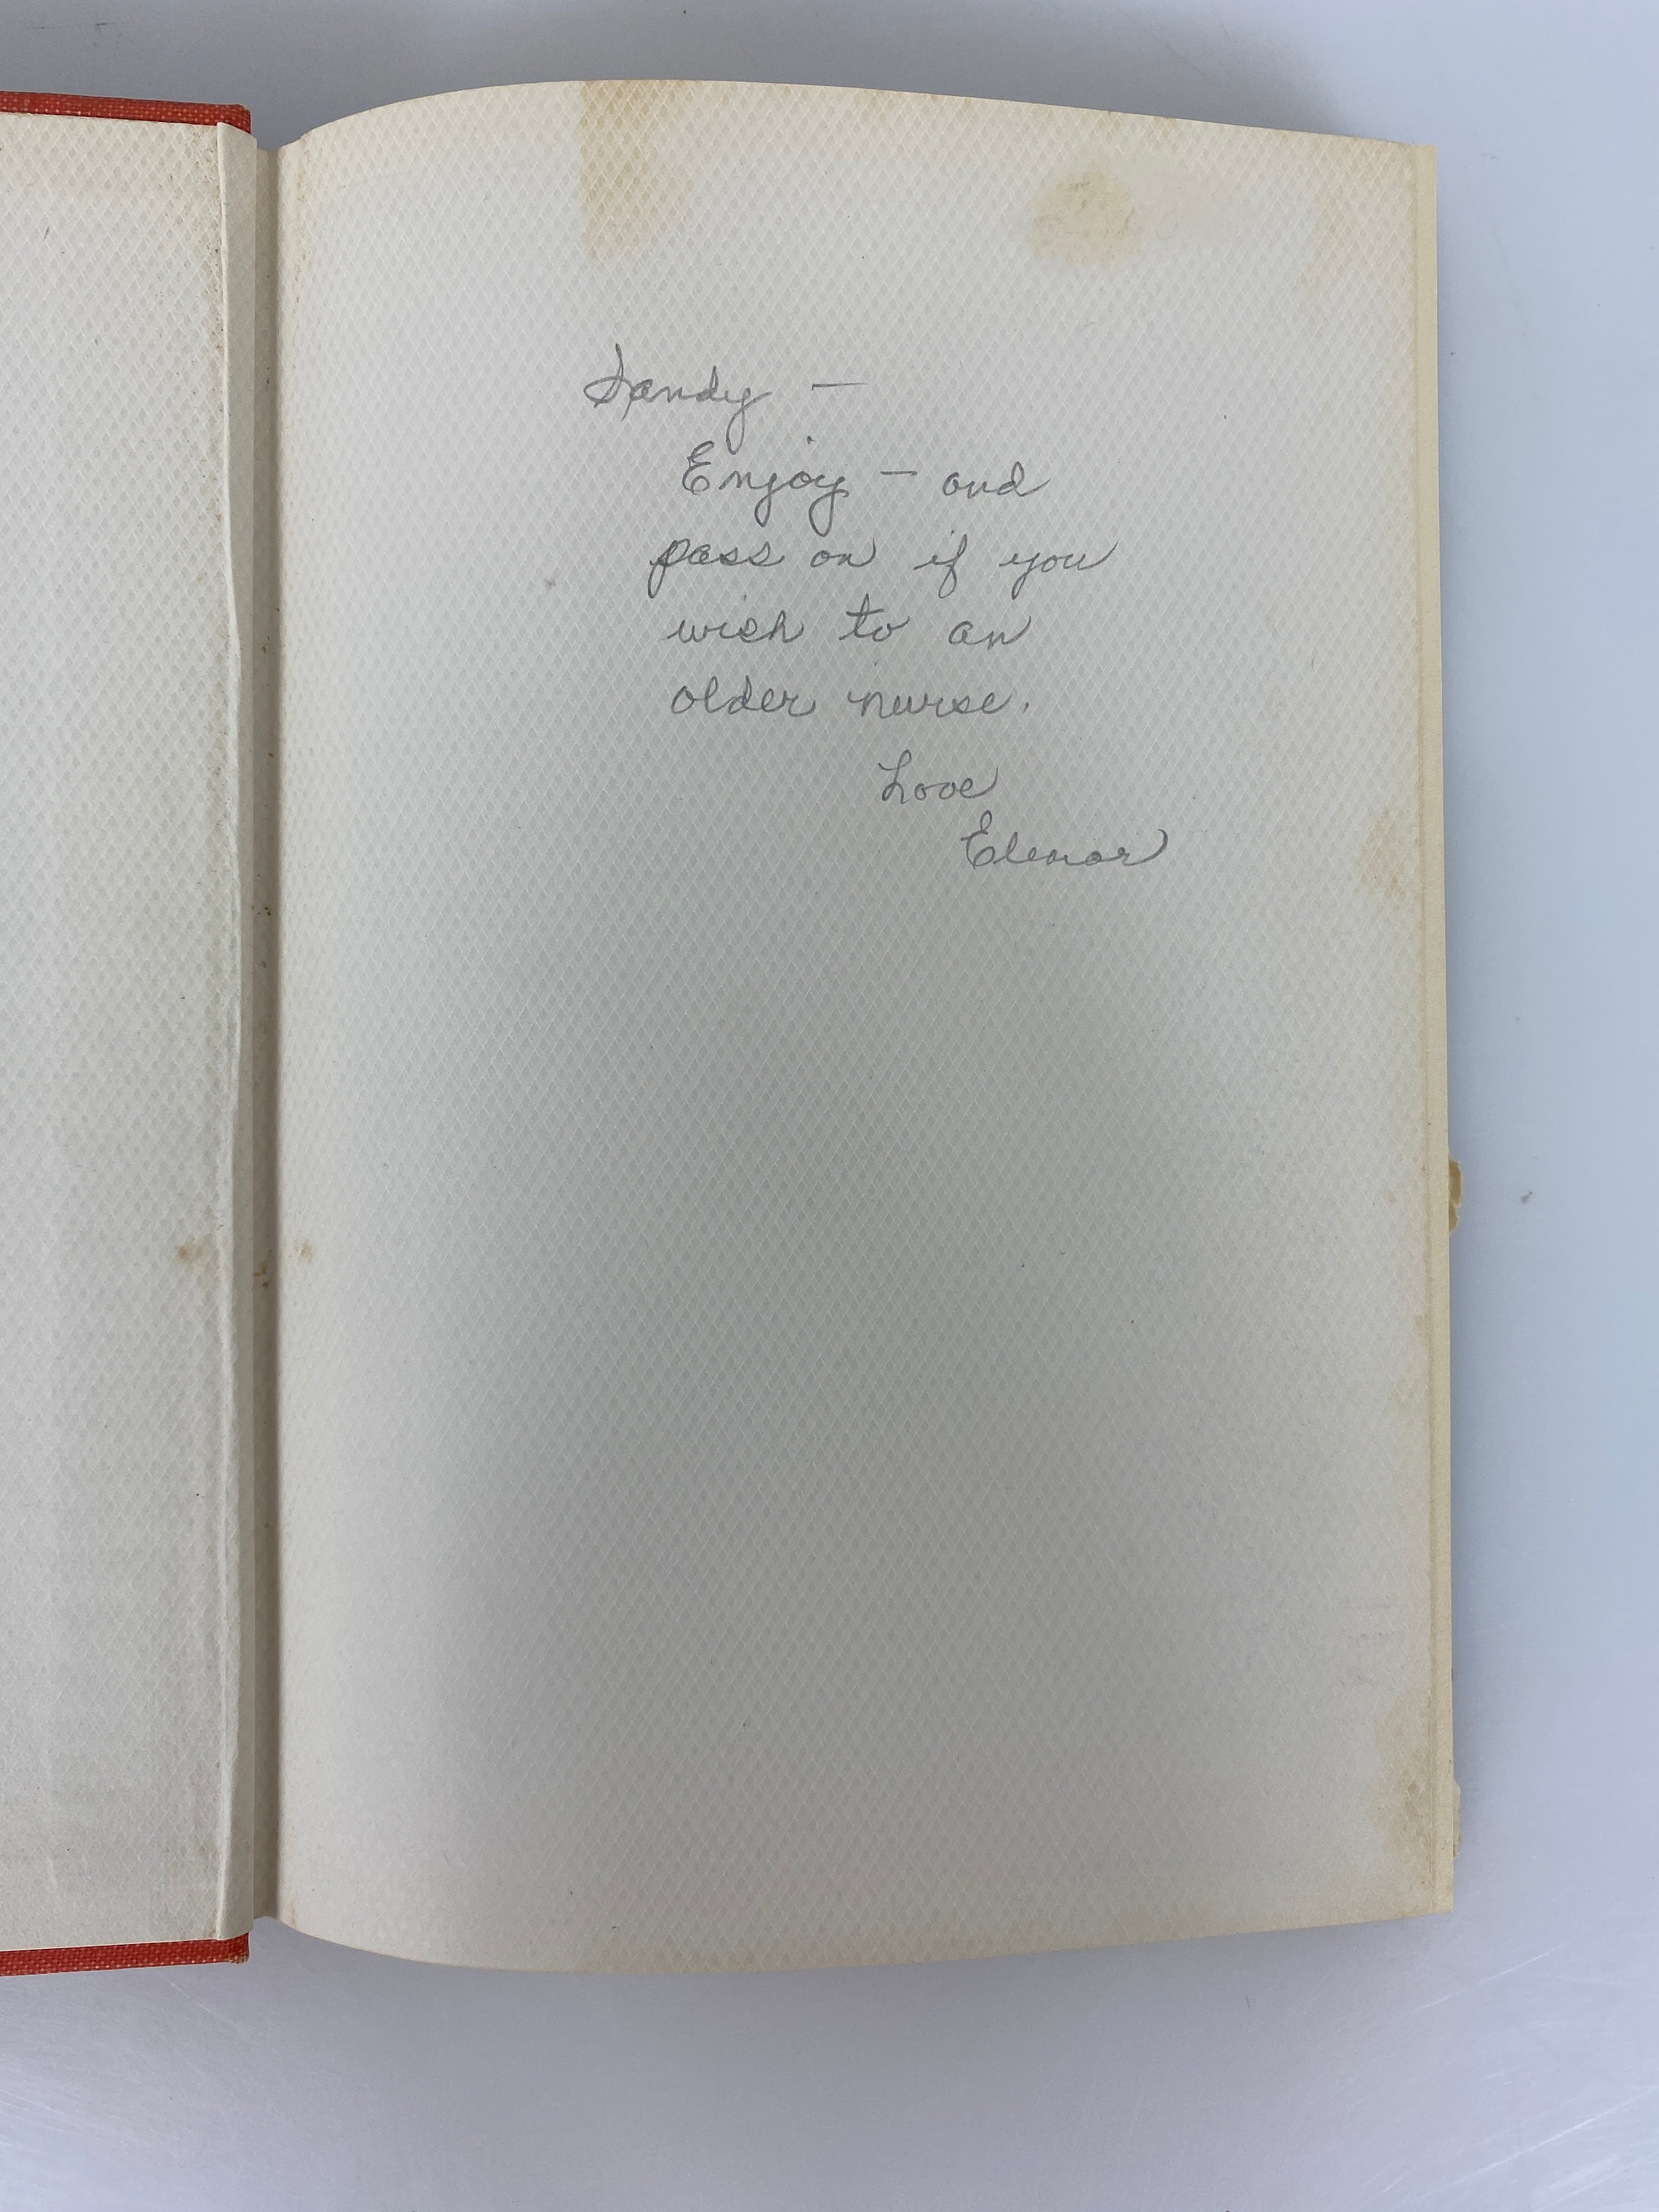 Sandy —
Enjoy — and
pass on if you
wish to an
older nurse.
Love
Elenor